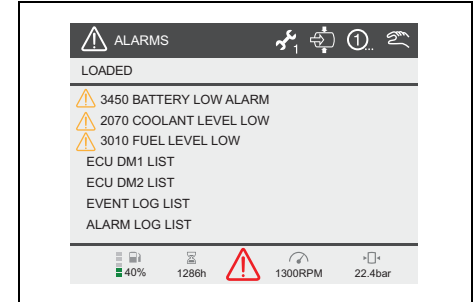 ALARMS
1
1...
LOADED
3450 BATTERY LOW ALARM
2070 COOLANT LEVEL LOW
3010 FUEL LEVEL LOW
ECU DM1 LIST
ECU DM2 LIST
EVENT LOG LIST
ALARM LOG LIST
40% 1286h 1300RPM 22.4bar